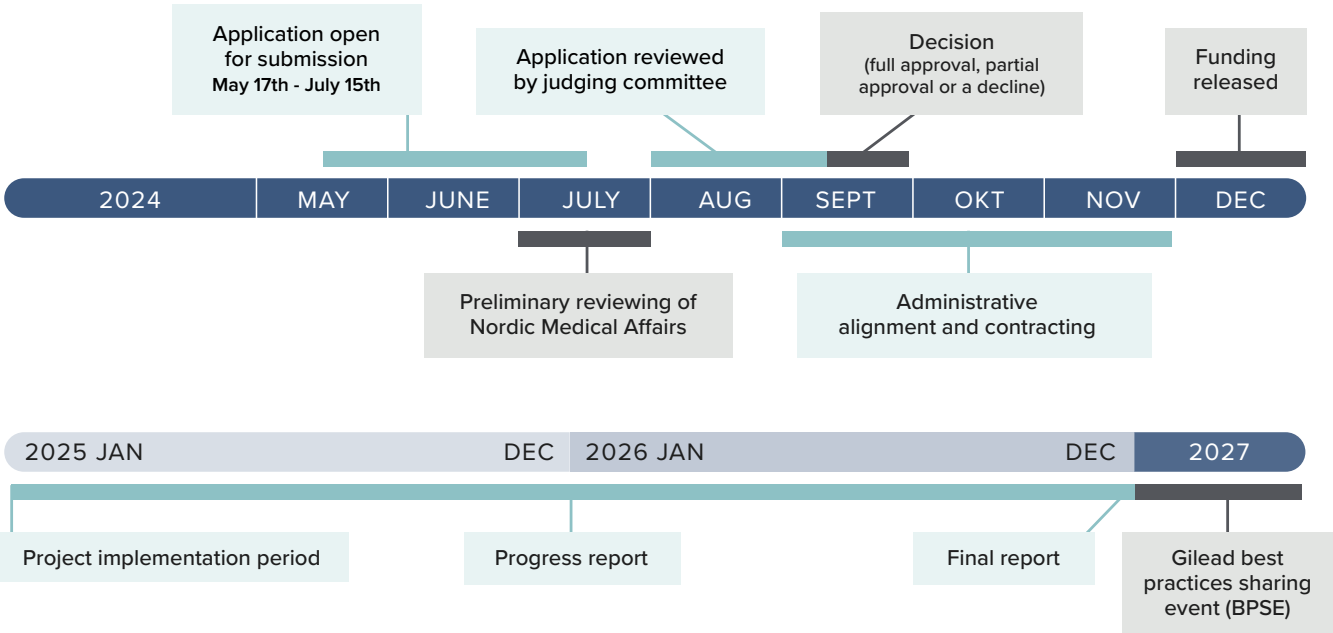 Application open
for submission
May 17th - July 15th
Application reviewed
by judging committee
Decision
(full approval, partial
approval or a decline)
Funding
released
2024
MAY
JUNE
JULY
AUG
SEPT
OKT
NOV
DEC
Preliminary reviewing of
Nordic Medical Affairs
Administrative
alignment and contracting
2025 JAN
DEC
2026 JAN
DEC
2027
Project implementation period
Progress report
Final report
Gilead best
practices sharing
event (BPSE)